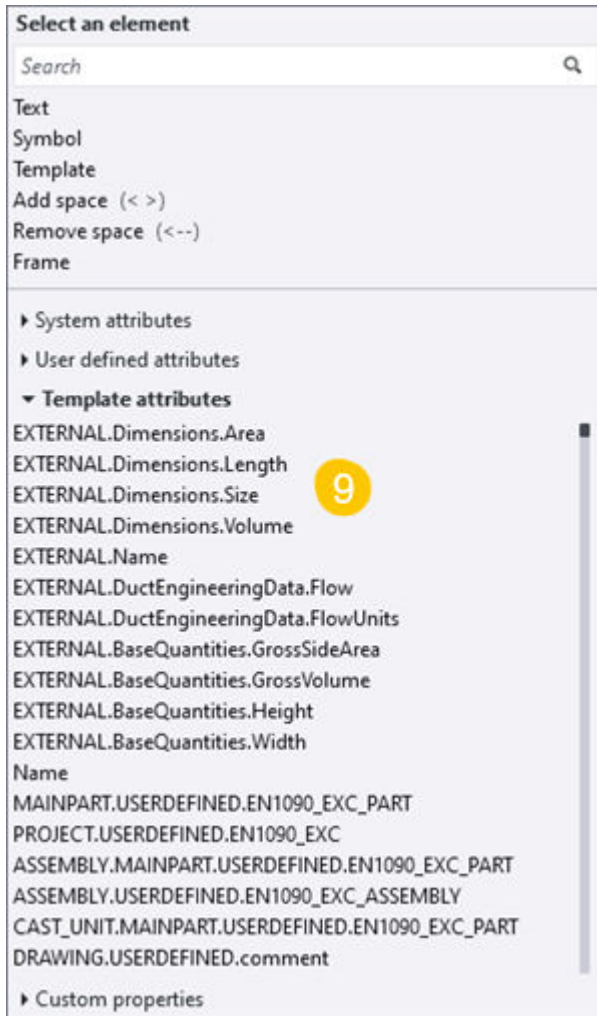 Select an element
Search
Text
Symbol
Template
Add space (< >)
Remove space (<--)
Frame
System attributes
User defined attributes
Template attributes
EXTERNAL.Dimensions.Area
EXTERNAL.Dimensions.Length
EXTERNAL.Dimensions.Size
9
EXTERNAL.Dimensions.Volume
EXTERNAL.Name
EXTERNAL.DuctEngineeringData.Flow
EXTERNAL.DuctEngineeringData.FlowUnits
EXTERNAL.BaseQuantities.GrossSideArea
EXTERNAL.BaseQuantities.GrossVolume
EXTERNAL.BaseQuantities.Height
EXTERNAL.BaseQuantities.Width
Name
MAINPART.USERDEFINED.EN1090_EXC_PART
PROJECT.USERDEFINED.EN1090_EXC
ASSEMBLY.MAINPART.USERDEFINED.EN1090_EXC_PART
ASSEMBLY.USERDEFINED.EN1090_EXC_ASSEMBLY
CAST_UNIT.MAINPART.USERDEFINED.EN1090_EXC_PART
DRAWING.USERDEFINED.comment
Custom properties